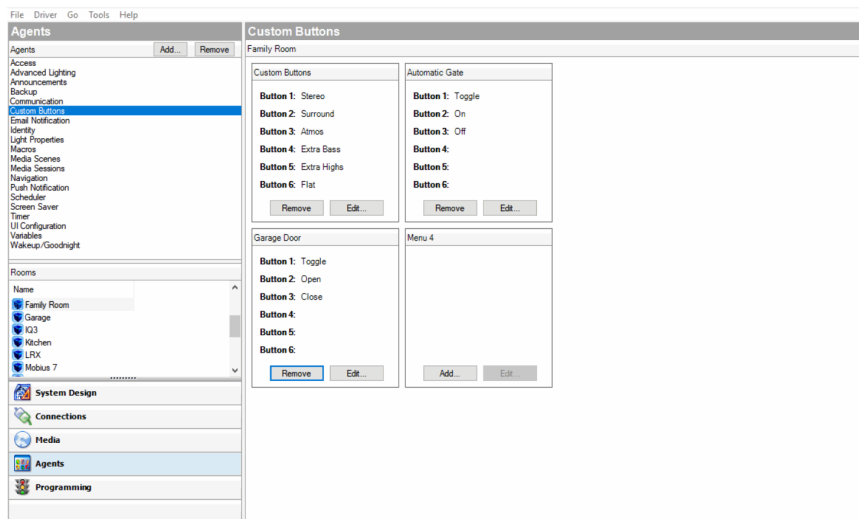 File Driver Go Tools Help
Agents
Agents Add... Remove
Access
Advanced Lighting
Announcements
Backup
Communication
Custom Buttons
Email Notification
Identity
Light Properties
Macros
Media Scenes
Media Sessions
Navigation
Push Notification
Scheduler
Screen Saver
Timer
UI Configuration
Variables
Wakeup/Goodnight
Rooms
Name
Family Room
Garage
IQ3
Kitchen
LRX
Mobius 7
System Design
Connections
Media
Agents
Programming
Custom Buttons
Family Room
Custom Buttons
Button 1: Stereo
Button 2: Surround
Button 3: Atmos
Button 4: Extra Bass
Button 5: Extra Highs
Button 6: Flat
Remove Edit...
Automatic Gate
Button 1: Toggle
Button 2: On
Button 3: Off
Button 4:
Button 5:
Button 6:
Remove Edit...
Garage Door
Button 1: Toggle
Button 2: Open
Button 3: Close
Button 4:
Button 5:
Button 6:
Remove Edit...
Menu 4
Add... Edit...